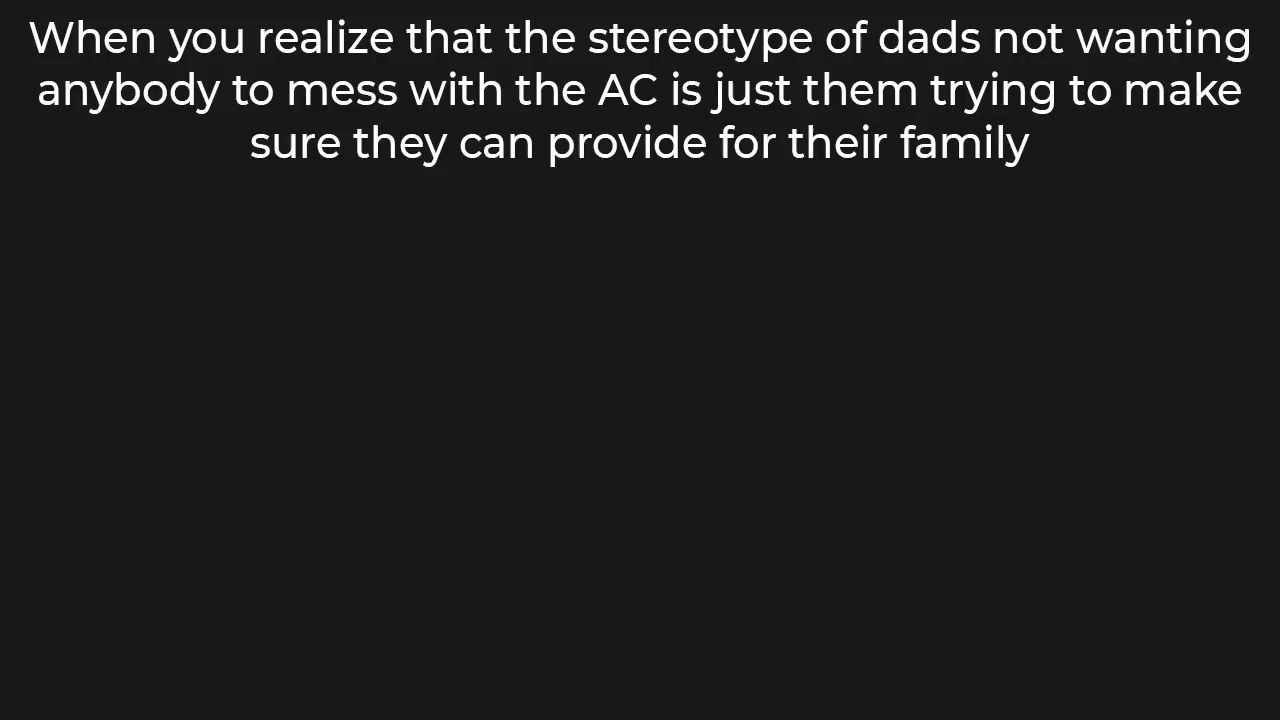 When you realize that the stereotype of dads not wanting
anybody to mess with the AC is just them trying to make
sure they can provide for their family